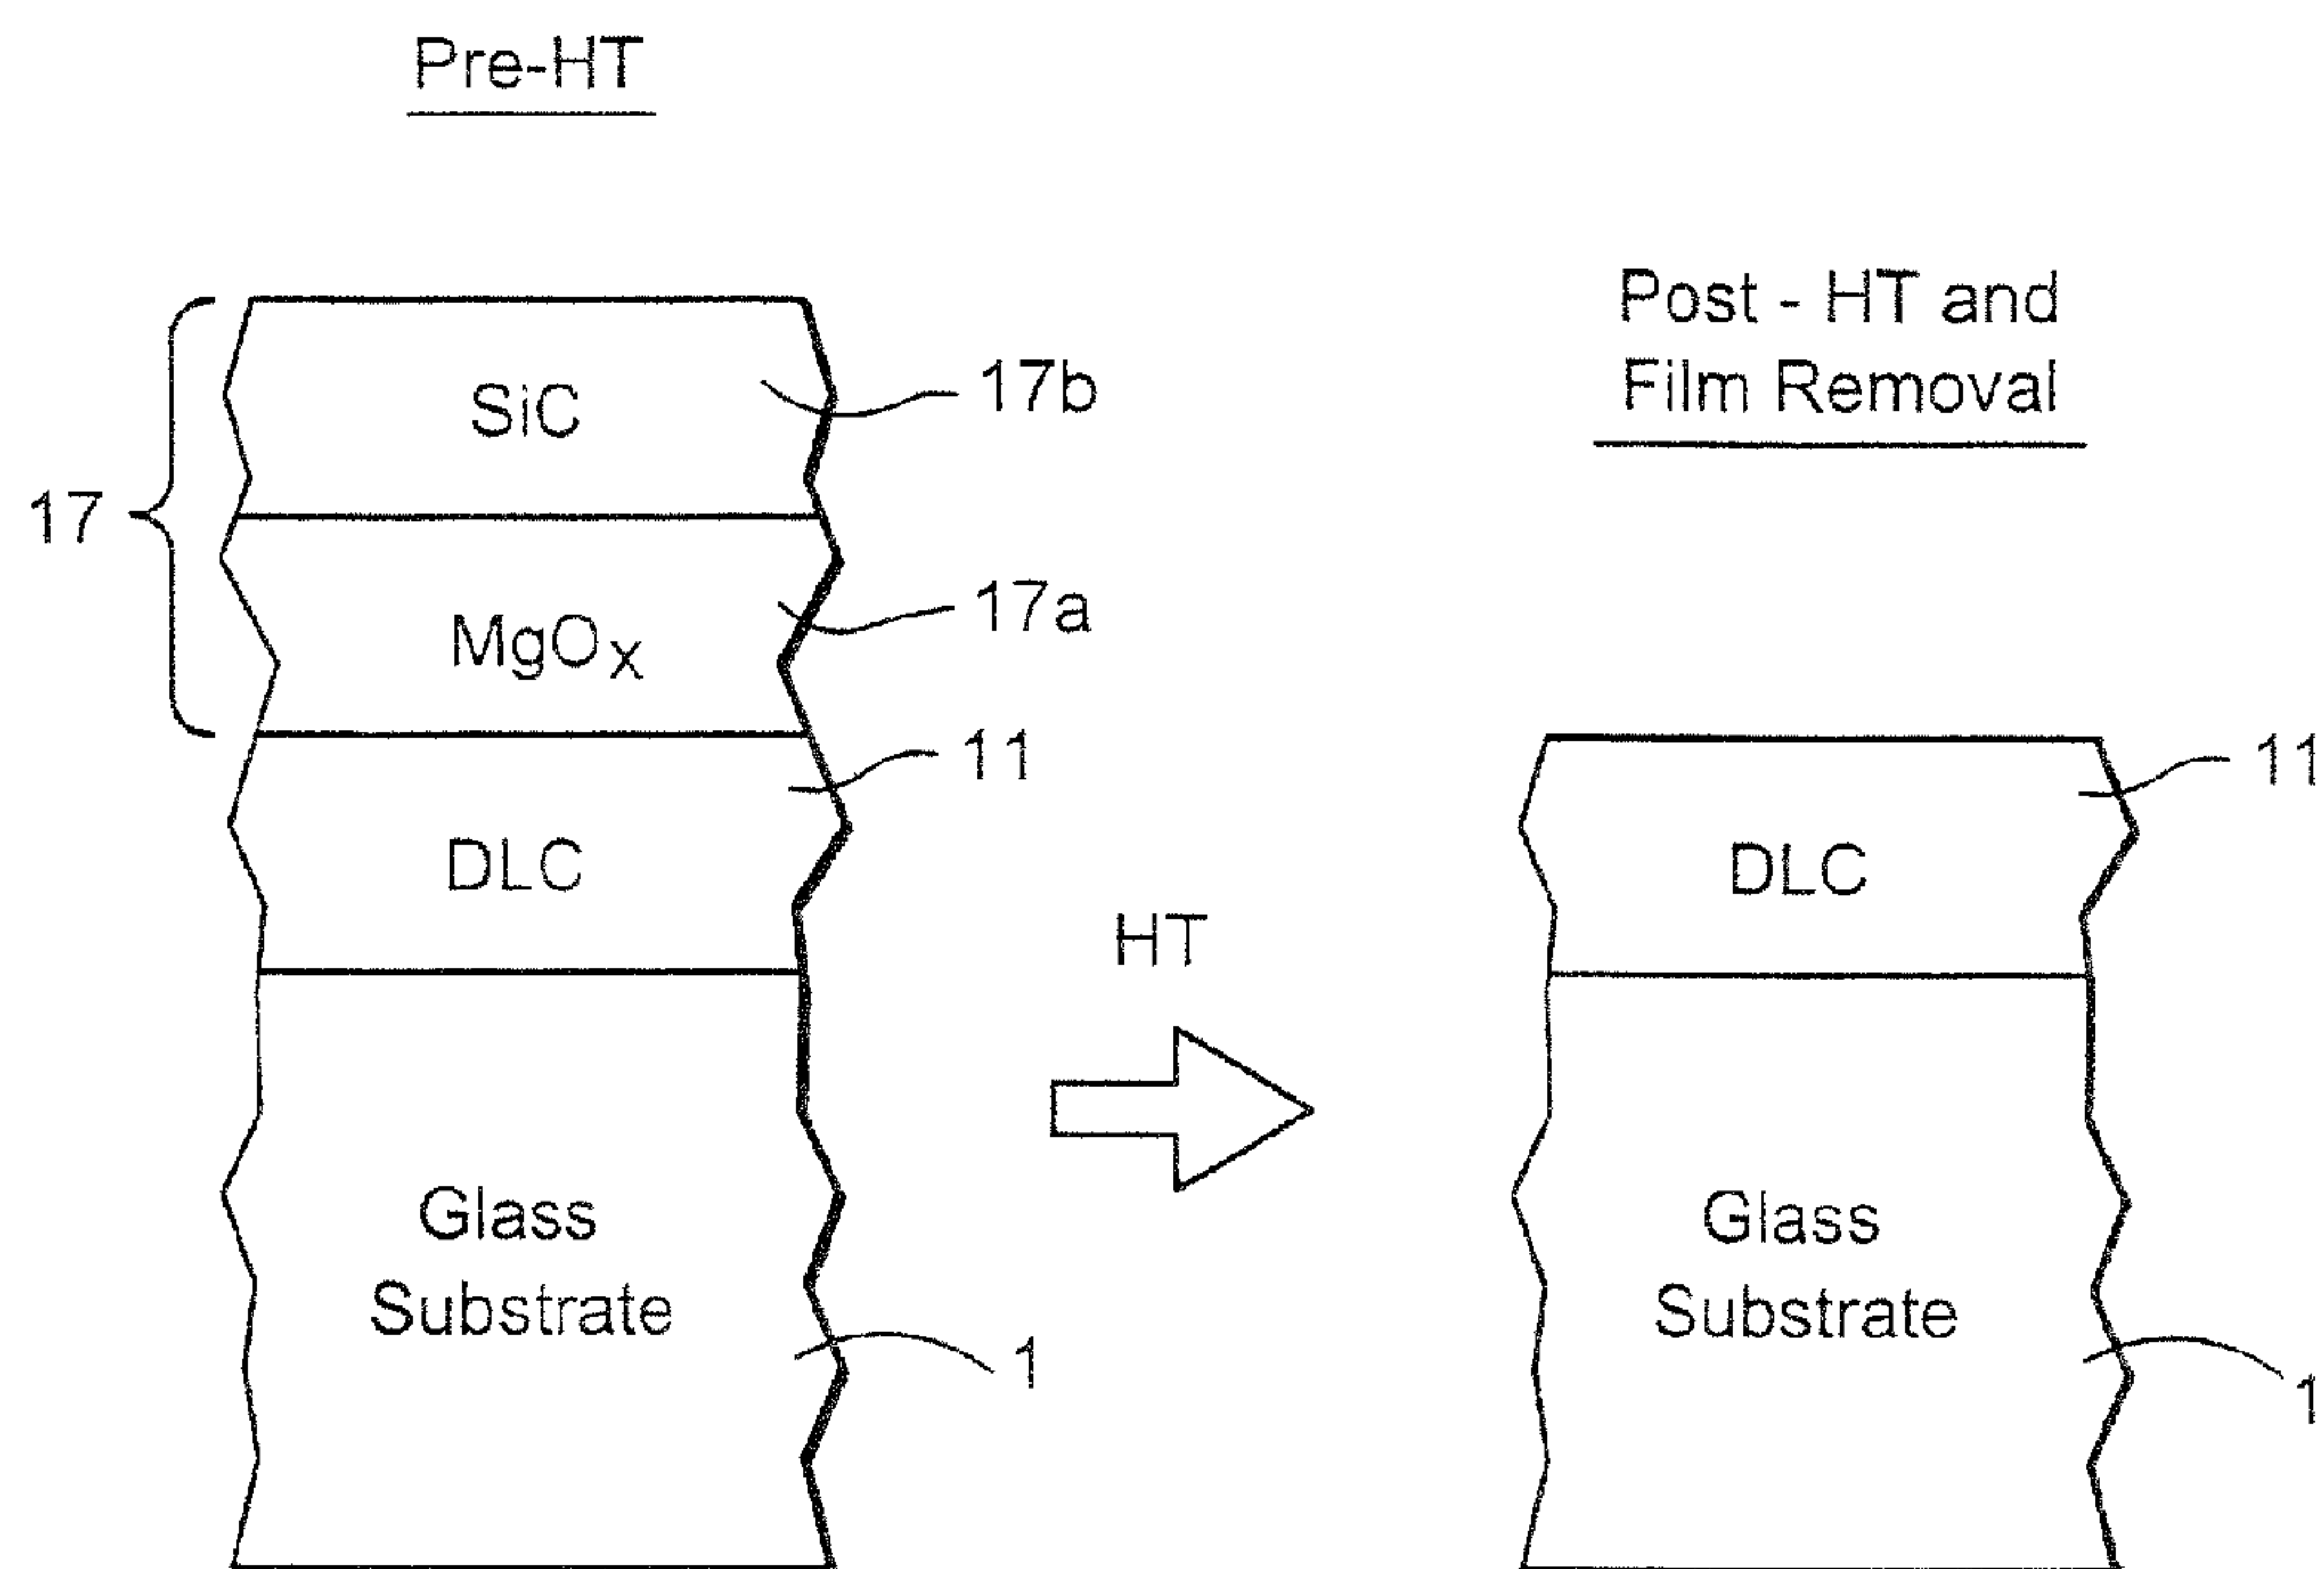 Pre-HT
Post - HT and
Film Removal
SiC
17b
17
MgOx
17a
DLC
11
HT
DLC
11
Glass
Substrate
1
Glass
Substrate
1